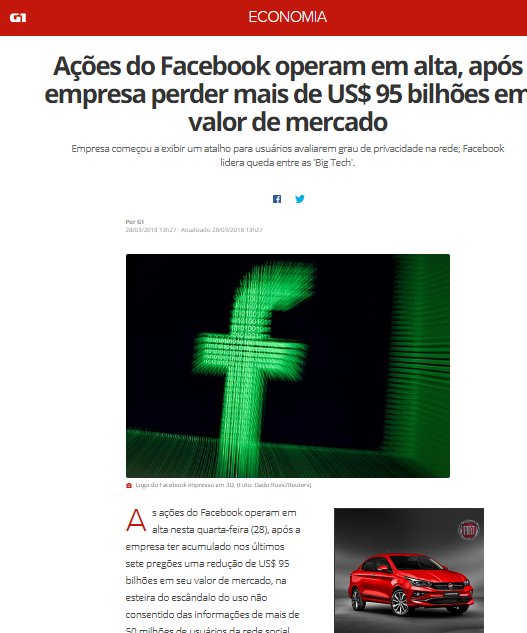 G1
ECONOMIA
Ações do Facebook operam em alta, após
empresa perder mais de US$ 95 bilhões em
valor de mercado
Empresa começou a exibir um atalho para usuários avaliarem grau de privacidade na rede; Facebook
lidera queda entre as 'Big Tech'.
Por G1
28/03/2018 13h27 · Atualizado 28/03/2018 13h27
Logo do Facebook impresso em 3D. (Foto: Dado Ruvic/Reuters)
As ações do Facebook operam em
alta nesta quarta-feira (28), após a
empresa ter acumulado nos últimos
sete pregões uma redução de US$ 95
bilhões em seu valor de mercado, na
esteira do escândalo do uso não
consentido das informações de mais de
50 milhões de usuários da rede social
FIAT